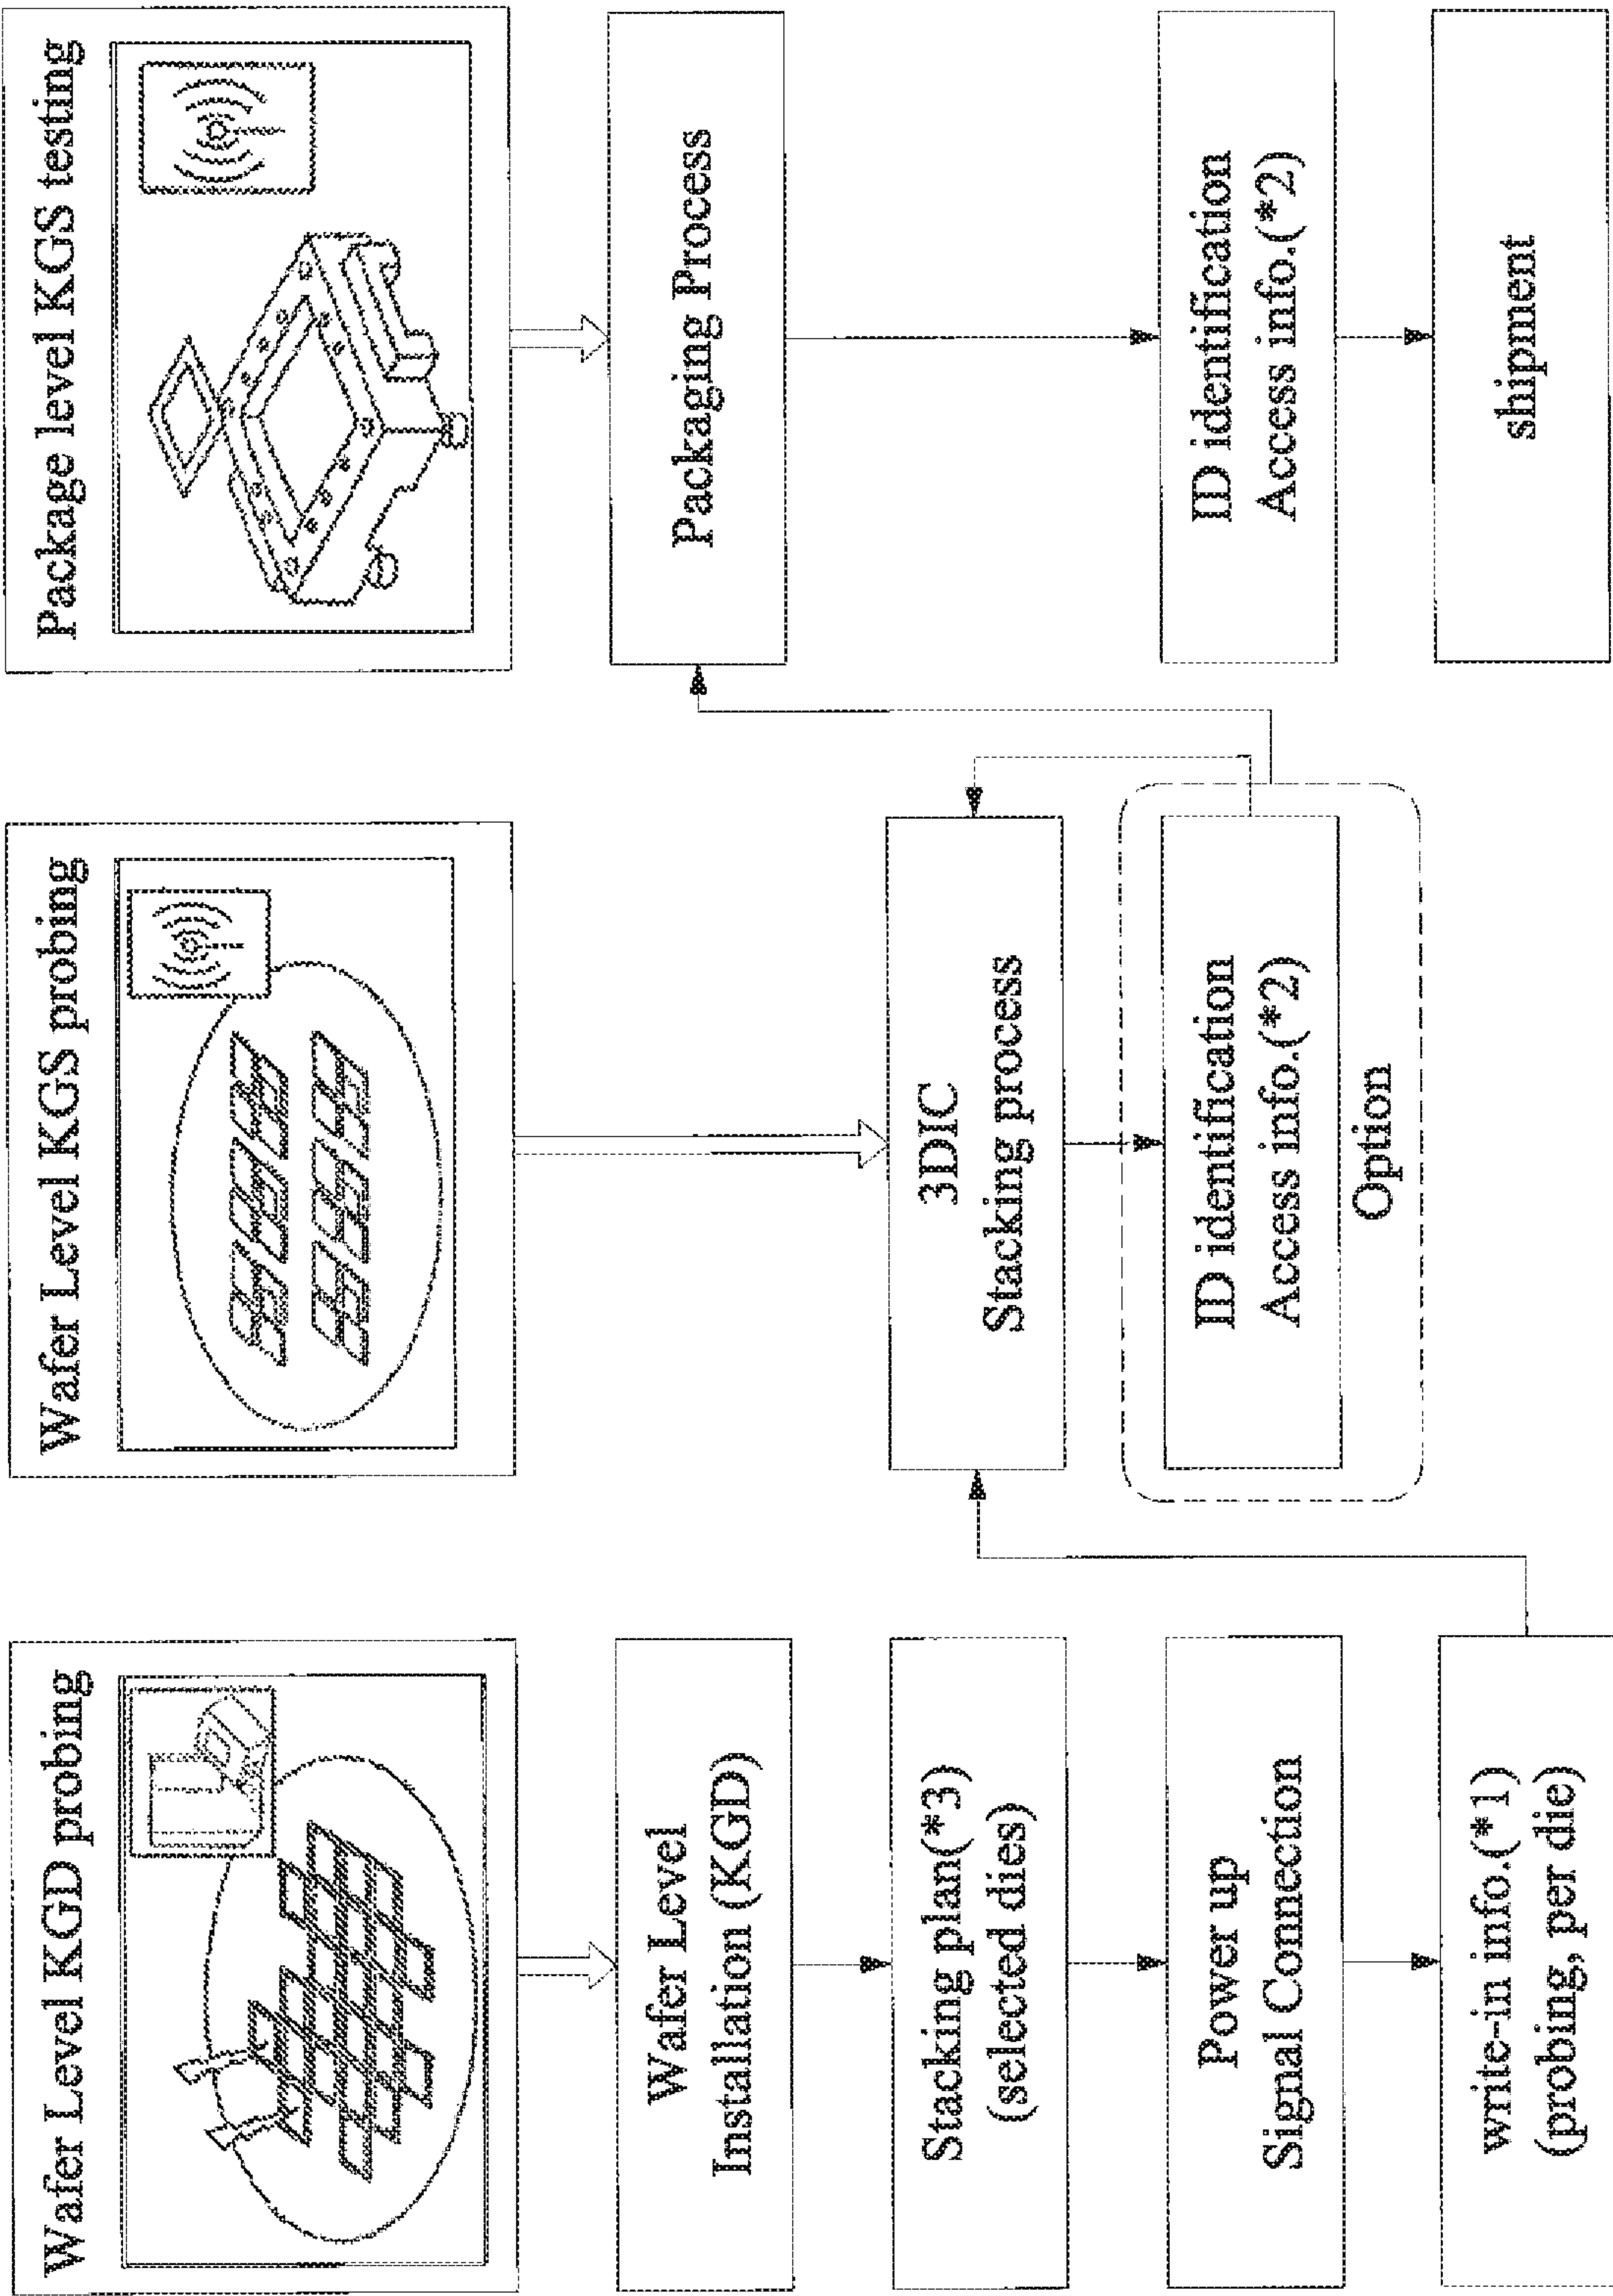 Wafer Level KGD probing
Wafer Level
Installation (KGD)
Stacking plan(*3)
(selected dies)
Power up
Signal Connection
write-in info.(*1)
(probing, per die)
Wafer Level KGS probing
3DIC
Stacking process
ID identification
Access info.(*2)
Option
Package level KGS testing
Packaging Process
ID identification
Access info.(*2)
shipment